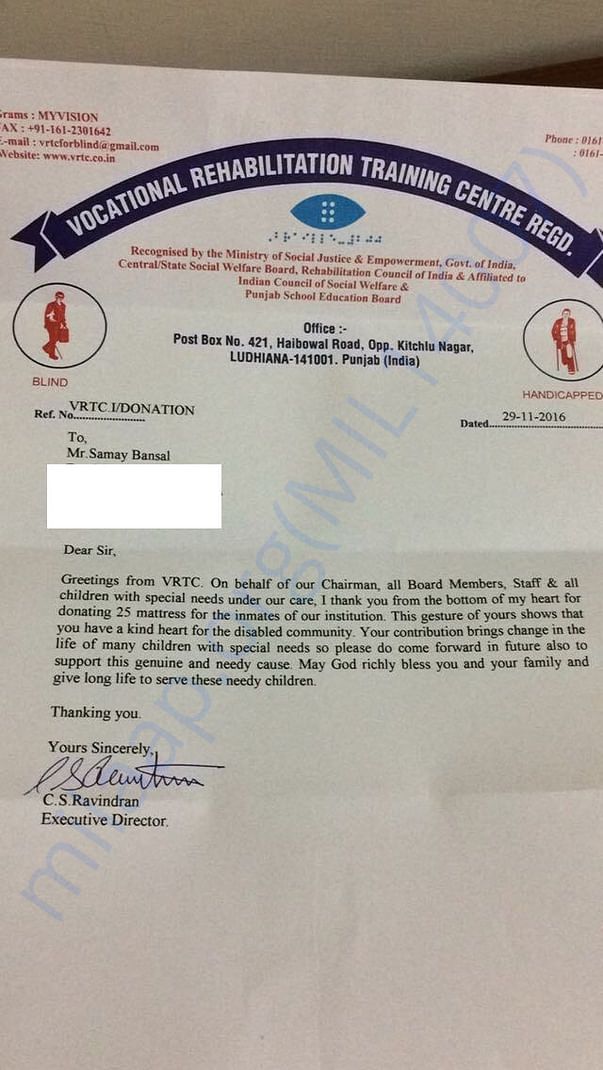 Grams : MYVISION
FAX : +91-161-2301642
E-mail : vrtcforblind@gmail.com
Website: www.vrtc.co.in
Phone : 0161
: 0161-
VOCATIONAL REHABILITATION TRAINING CENTRE REGD.
Recognised by the Ministry of Social Justice & Empowerment, Govt. of India,
Central/State Social Welfare Board, Rehabilitation Council of India & Affiliated to
Indian Council of Social Welfare &
Punjab School Education Board
Office :-
Post Box No. 421, Haibowal Road, Opp. Kitchlu Nagar,
LUDHIANA-141001. Punjab (India)
BLIND
HANDICAPPED
Ref. No. VRTC.I/DONATION
Dated 29-11-2016
To,
Mr.Samay Bansal
Dear Sir,
Greetings from VRTC. On behalf of our Chairman, all Board Members, Staff & all
children with special needs under our care, I thank you from the bottom of my heart for
donating 25 mattress for the inmates of our institution. This gesture of yours shows that
you have a kind heart for the disabled community. Your contribution brings change in the
life of many children with special needs so please do come forward in future also to
support this genuine and needy cause. May God richly bless you and your family and
give long life to serve these needy children.
Thanking you.
Yours Sincerely,
C.S.Ravindran
Executive Director.